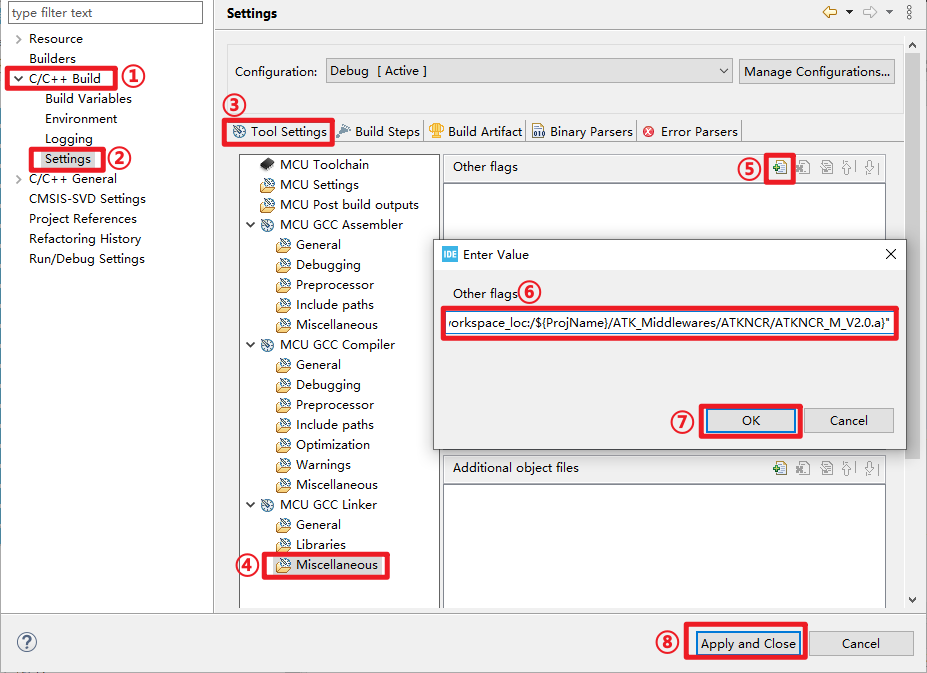 type filter text
Settings
Resource
Builders
C/C++ Build
①
Build Variables
Environment
Logging
Settings
②
C/C++ General
CMSIS-SVD Settings
Project References
Refactoring History
Run/Debug Settings
Configuration:
Debug [ Active ]
Manage Configurations...
③
Tool Settings
Build Steps
Build Artifact
Binary Parsers
Error Parsers
MCU Toolchain
MCU Settings
MCU Post build outputs
MCU GCC Assembler
General
Debugging
Preprocessor
Include paths
Miscellaneous
MCU GCC Compiler
General
Debugging
Preprocessor
Include paths
Optimization
Warnings
Miscellaneous
MCU GCC Linker
General
Libraries
④
Miscellaneous
Other flags
⑤
IDE
Enter Value
Other flags
⑥
orkspace_loc:/${ProjName}/ATK_Middlewares/ATKNCR/ATKNCR_M_V2.0.a}"
⑦
OK
Cancel
Additional object files
⑧
Apply and Close
Cancel